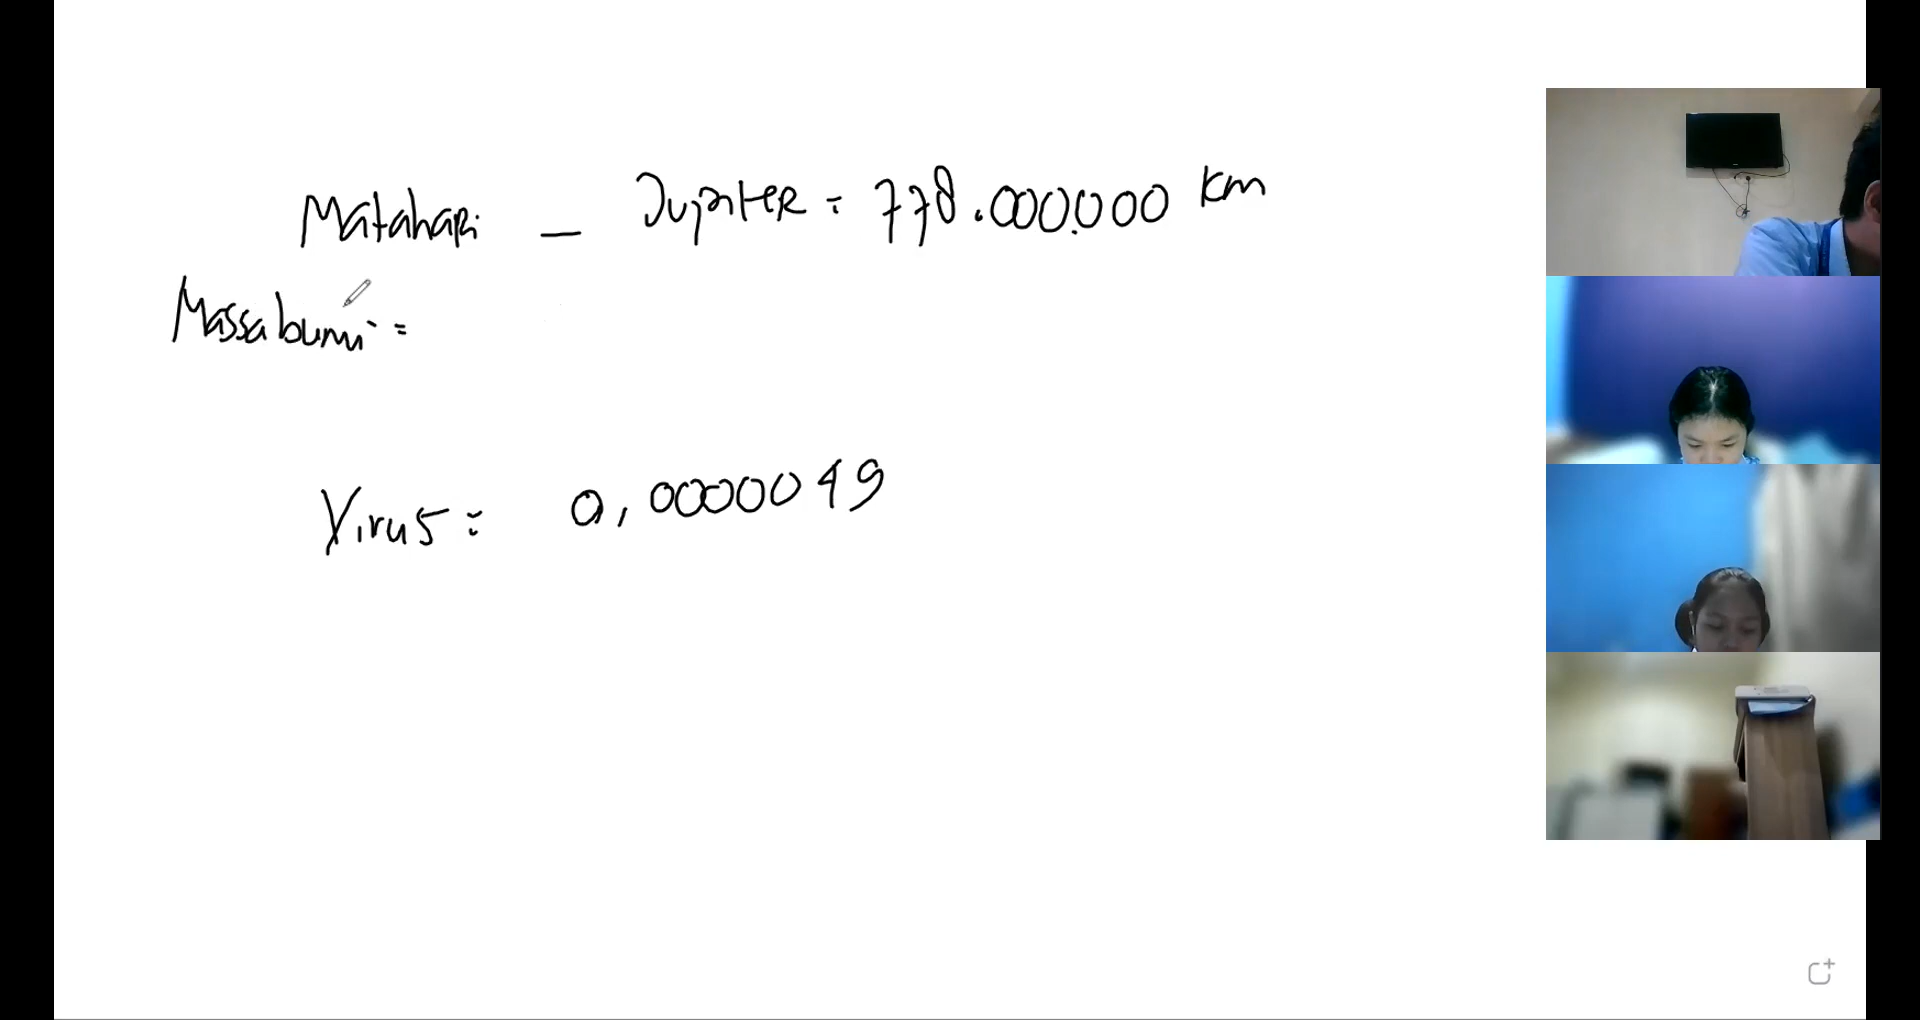 Matahari - Jupiter = 778.000.000 km
Massa bumi =
Virus = 0,0000049